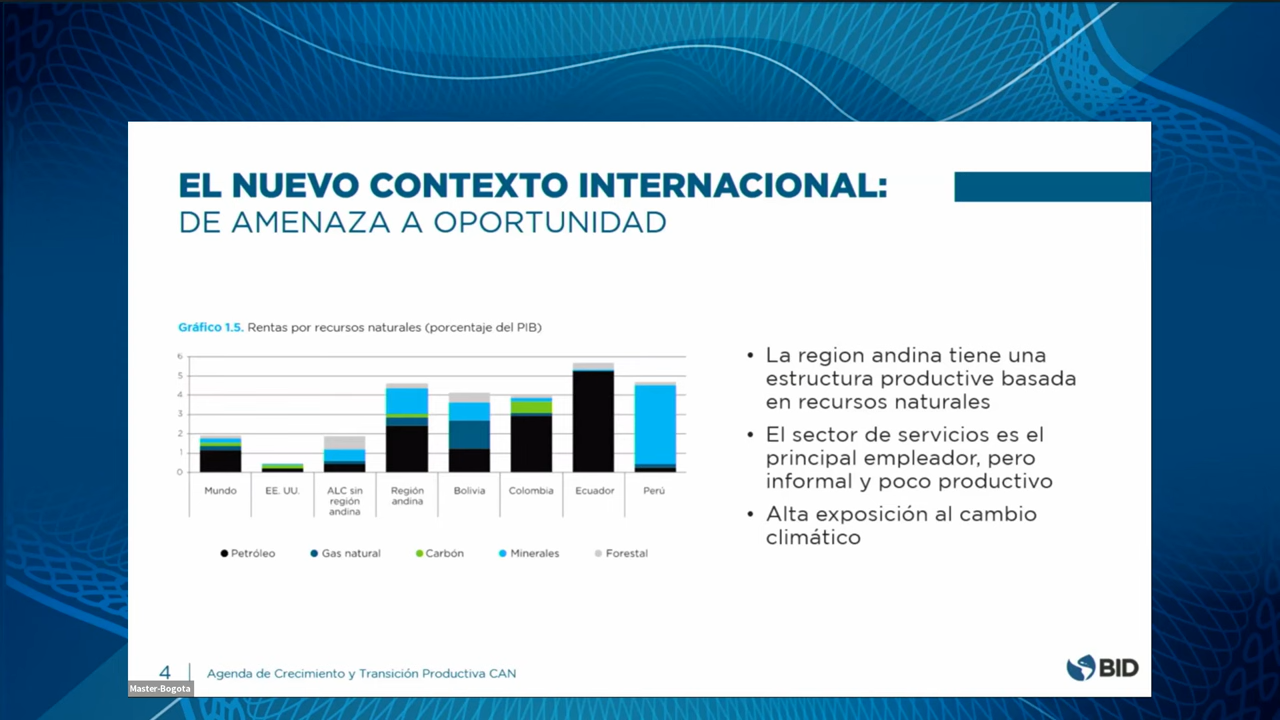 EL NUEVO CONTEXTO INTERNACIONAL:
DE AMENAZA A OPORTUNIDAD
Gráfico 1.5. Rentas por recursos naturales (porcentaje del PIB)
6
5
4
3
2
1
0
Mundo
EE. UU.
ALC sin
región
andina
Región
andina
Bolivia
Colombia
Ecuador
Perú
Petróleo
Gas natural
Carbón
Minerales
Forestal
• La region andina tiene una
estructura productive basada
en recursos naturales
• El sector de servicios es el
principal empleador, pero
informal y poco productivo
• Alta exposición al cambio
climático
4
Agenda de Crecimiento y Transición Productiva CAN
BID
Master-Bogota